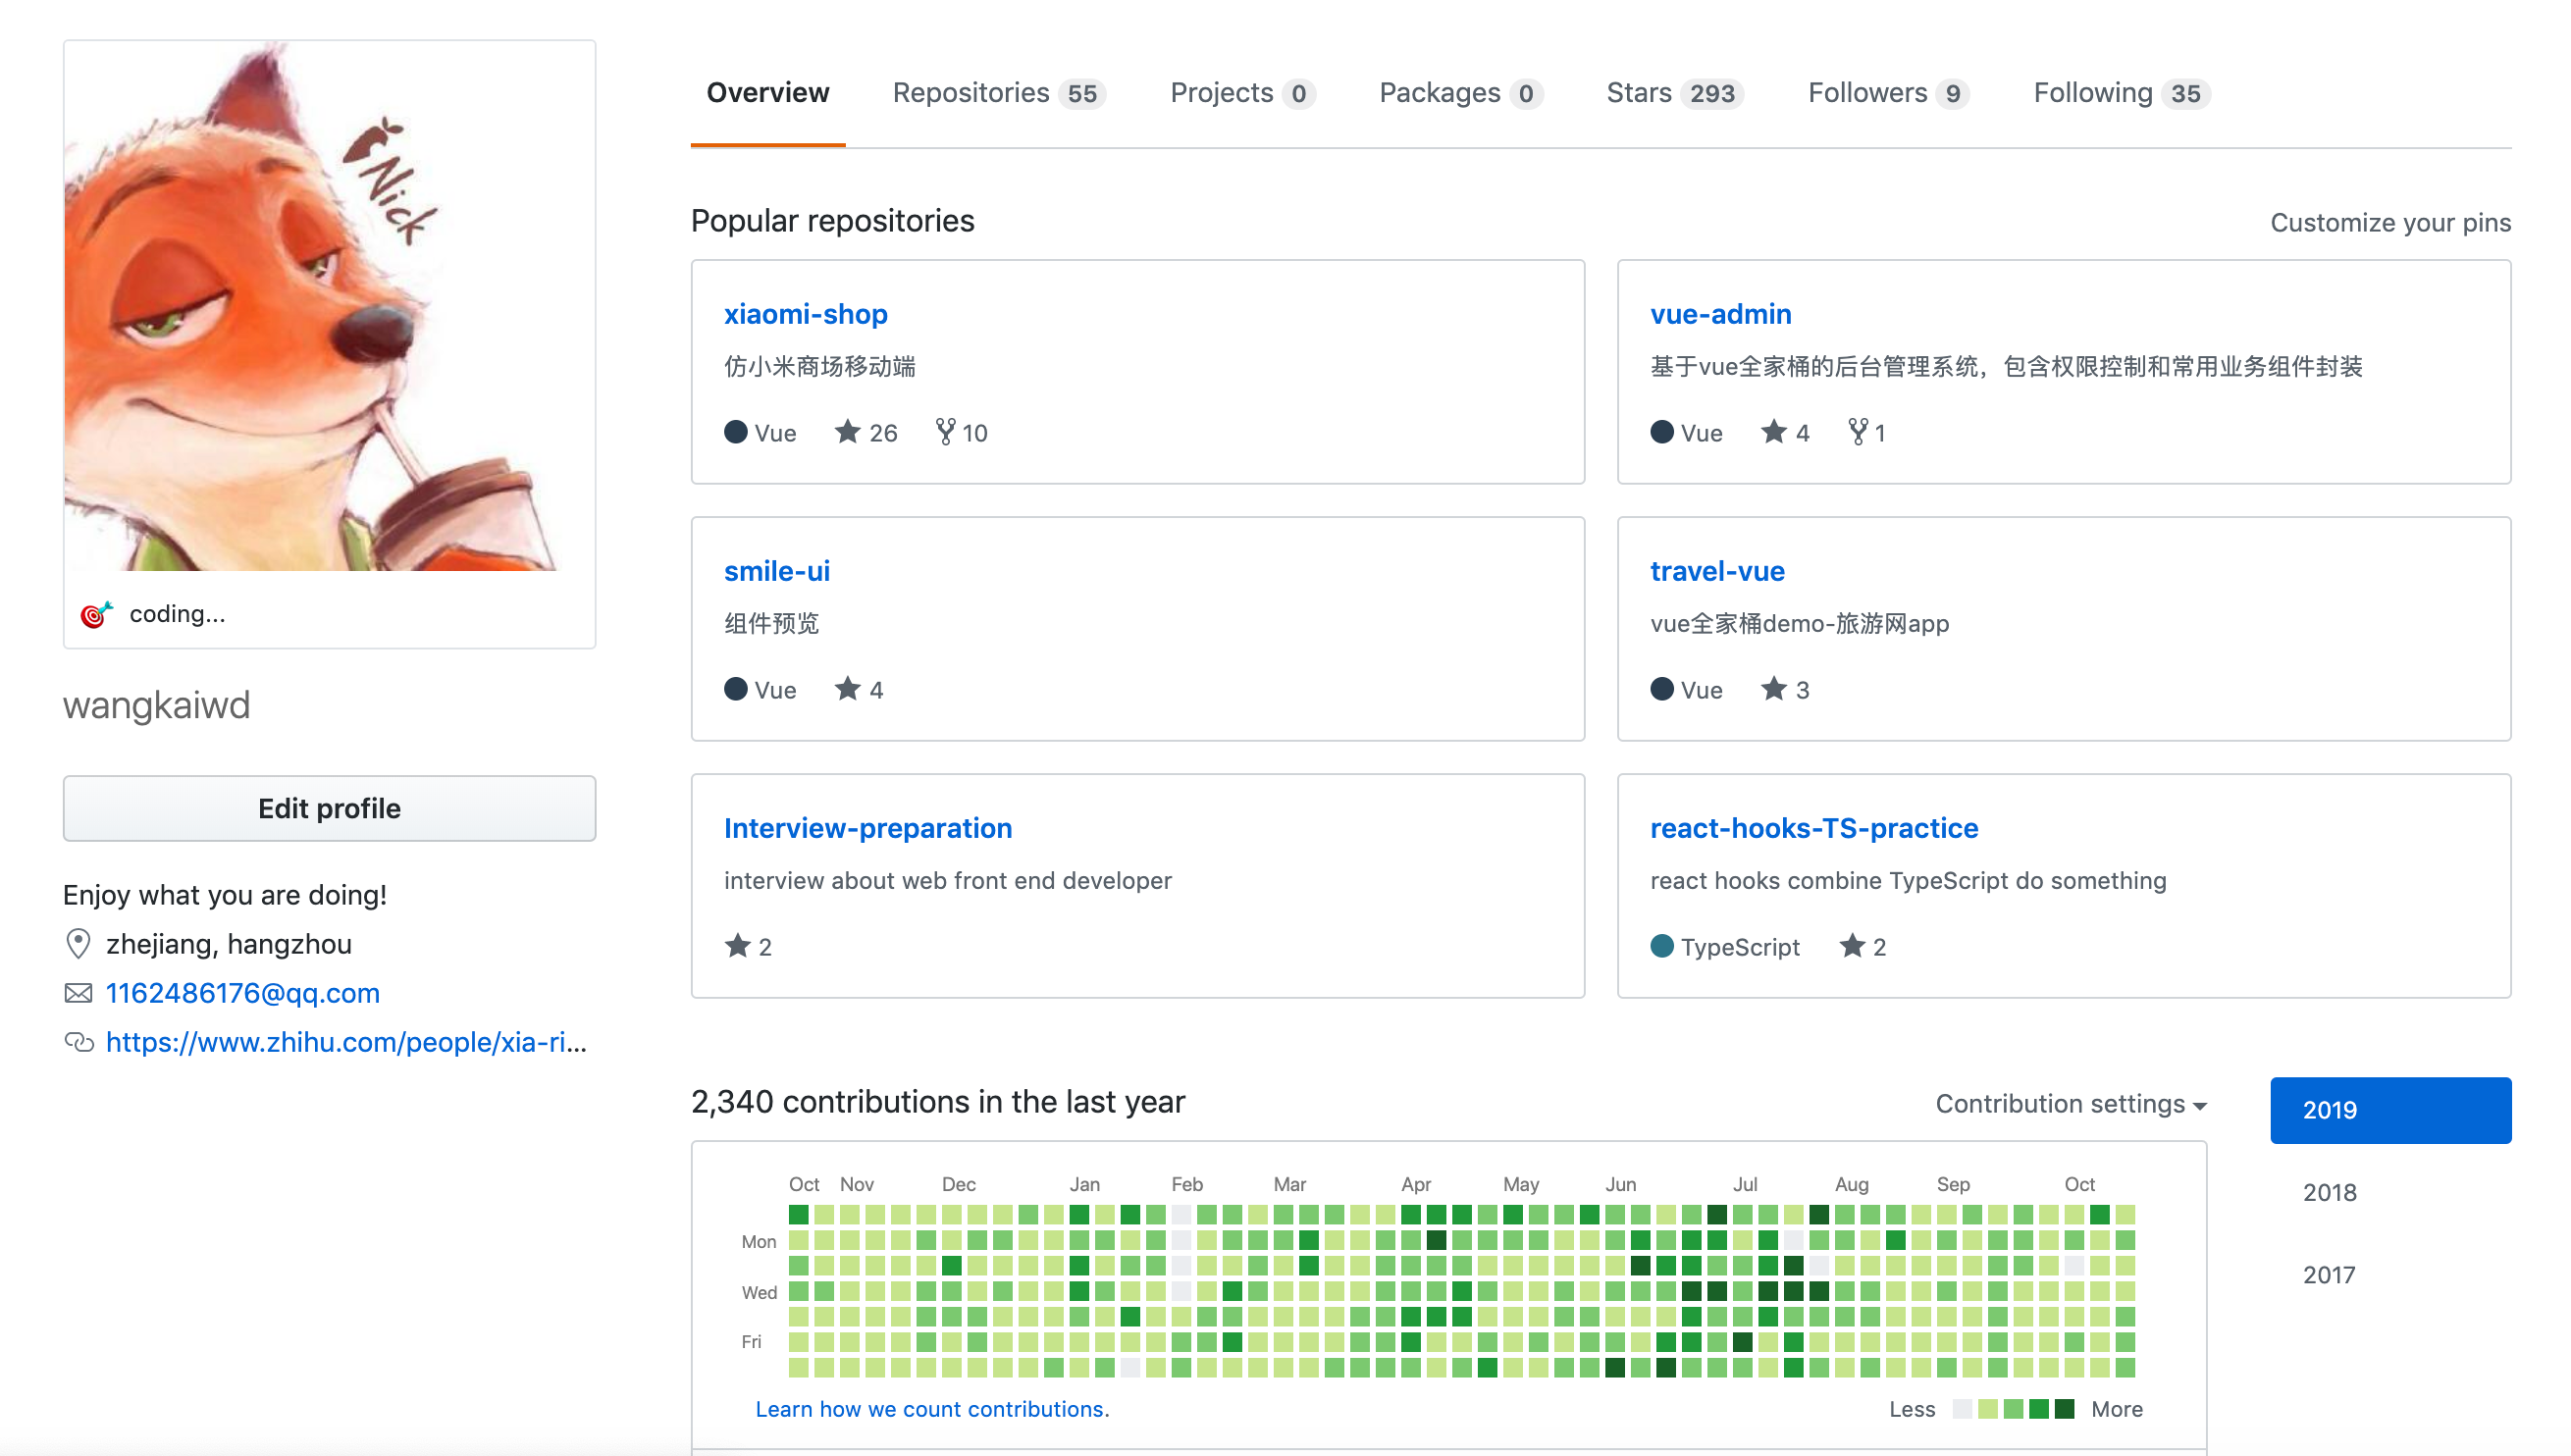 Nick
coding...
wangkaiwd
Edit profile
Enjoy what you are doing!
zhejiang, hangzhou
1162486176@qq.com
https://www.zhihu.com/people/xia-ri...
Overview Repositories 55 Projects 0 Packages 0 Stars 293 Followers 9 Following 35
Popular repositories Customize your pins
xiaomi-shop
仿小米商场移动端
Vue 26 10
vue-admin
基于vue全家桶的后台管理系统，包含权限控制和常用业务组件封装
Vue 4 1
smile-ui
组件预览
Vue 4
travel-vue
vue全家桶demo-旅游网app
Vue 3
Interview-preparation
interview about web front end developer
2
react-hooks-TS-practice
react hooks combine TypeScript do something
TypeScript 2
2,340 contributions in the last year Contribution settings
Oct Nov Dec Jan Feb Mar Apr May Jun Jul Aug Sep Oct
Mon
Wed
Fri
Learn how we count contributions. Less More
2019
2018
2017